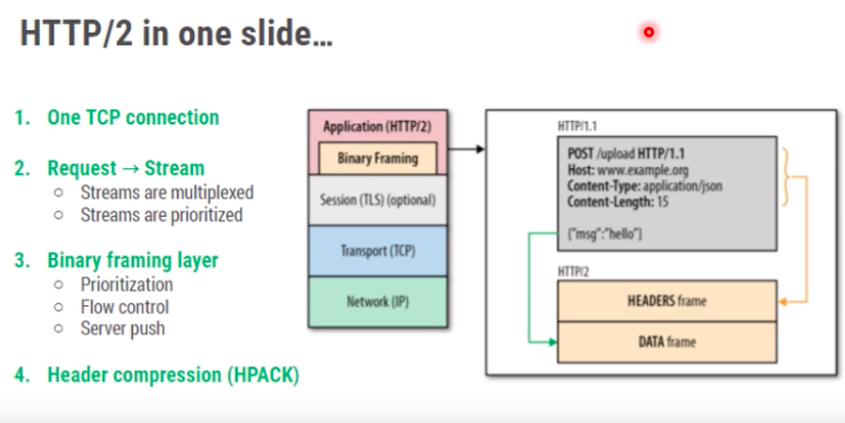 HTTP/2 in one slide...
1. One TCP connection
2. Request → Stream
○ Streams are multiplexed
○ Streams are prioritized
3. Binary framing layer
○ Prioritization
○ Flow control
○ Server push
4. Header compression (HPACK)
Application (HTTP/2)
Binary Framing
Session (TLS) (optional)
Transport (TCP)
Network (IP)
HTTP/1.1
POST /upload HTTP/1.1
Host: www.example.org
Content-Type: application/json
Content-Length: 15
{"msg":"hello"}
HTTP/2
HEADERS frame
DATA frame